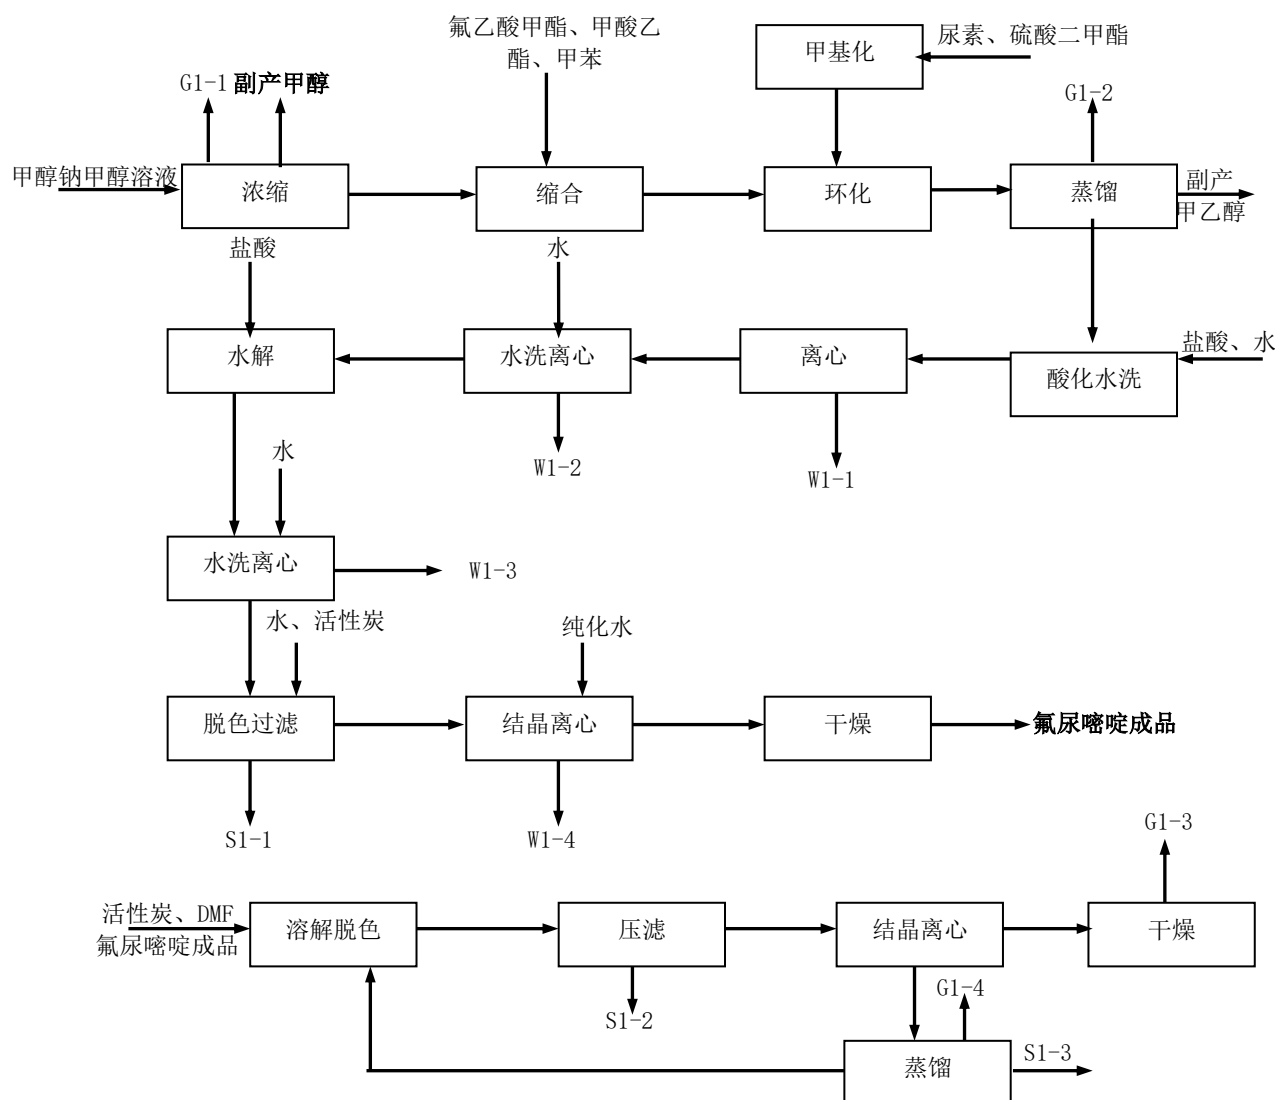 氟乙酸甲酯、甲酸乙
酯、甲苯
甲基化
尿素、硫酸二甲酯
G1-1 副产甲醇
G1-2
甲醇钠甲醇溶液
浓缩
缩合
环化
蒸馏
副产
甲乙醇
盐酸
水
水解
水洗离心
离心
酸化水洗
盐酸、水
水
W1-2
W1-1
水洗离心
W1-3
水、活性炭
纯化水
脱色过滤
结晶离心
干燥
氟尿嘧啶成品
S1-1
W1-4
G1-3
活性炭、DMF
氟尿嘧啶成品
溶解脱色
压滤
结晶离心
干燥
G1-4
S1-2
蒸馏
S1-3